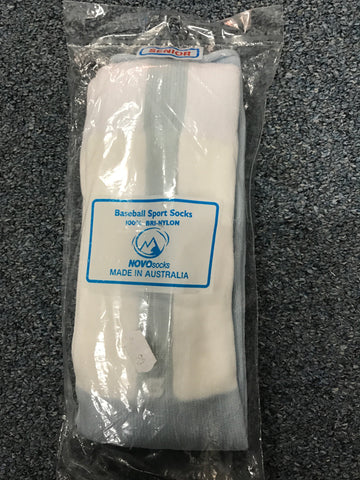 SENIOR
Baseball Sport Socks
100% BRI-NYLON
NOVOsocks
MADE IN AUSTRALIA